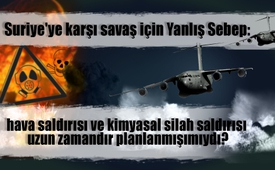 Suriye'ye karşı savaş için Yanlış Sebep:
hava saldırısı ve kimyasal silah saldırısı
uzun zamandır planlanmışımıydı?